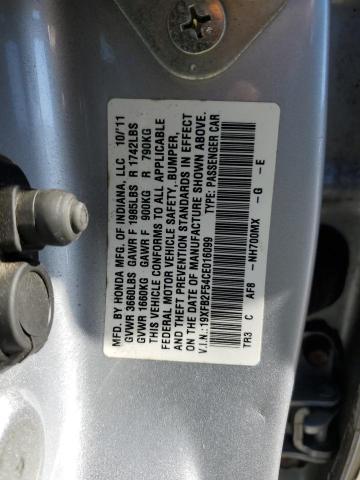 MFD. BY HONDA MFG. OF INDIANA, LLC 10/'11
GVWR 3660LBS GAWR F 1985LBS R 1742LBS
GVWR 1660KG GAWR F 900KG R 790KG
THIS VEHICLE CONFORMS TO ALL APPLICABLE
FEDERAL MOTOR VEHICLE SAFETY, BUMPER,
AND THEFT PREVENTION STANDARDS IN EFFECT
ON THE DATE OF MANUFACTURE SHOWN ABOVE.
V.I.N.:19XFB2F54CE016099 TYPE: PASSENGER CAR
TR3 C AF8 - NH700MX - G - E